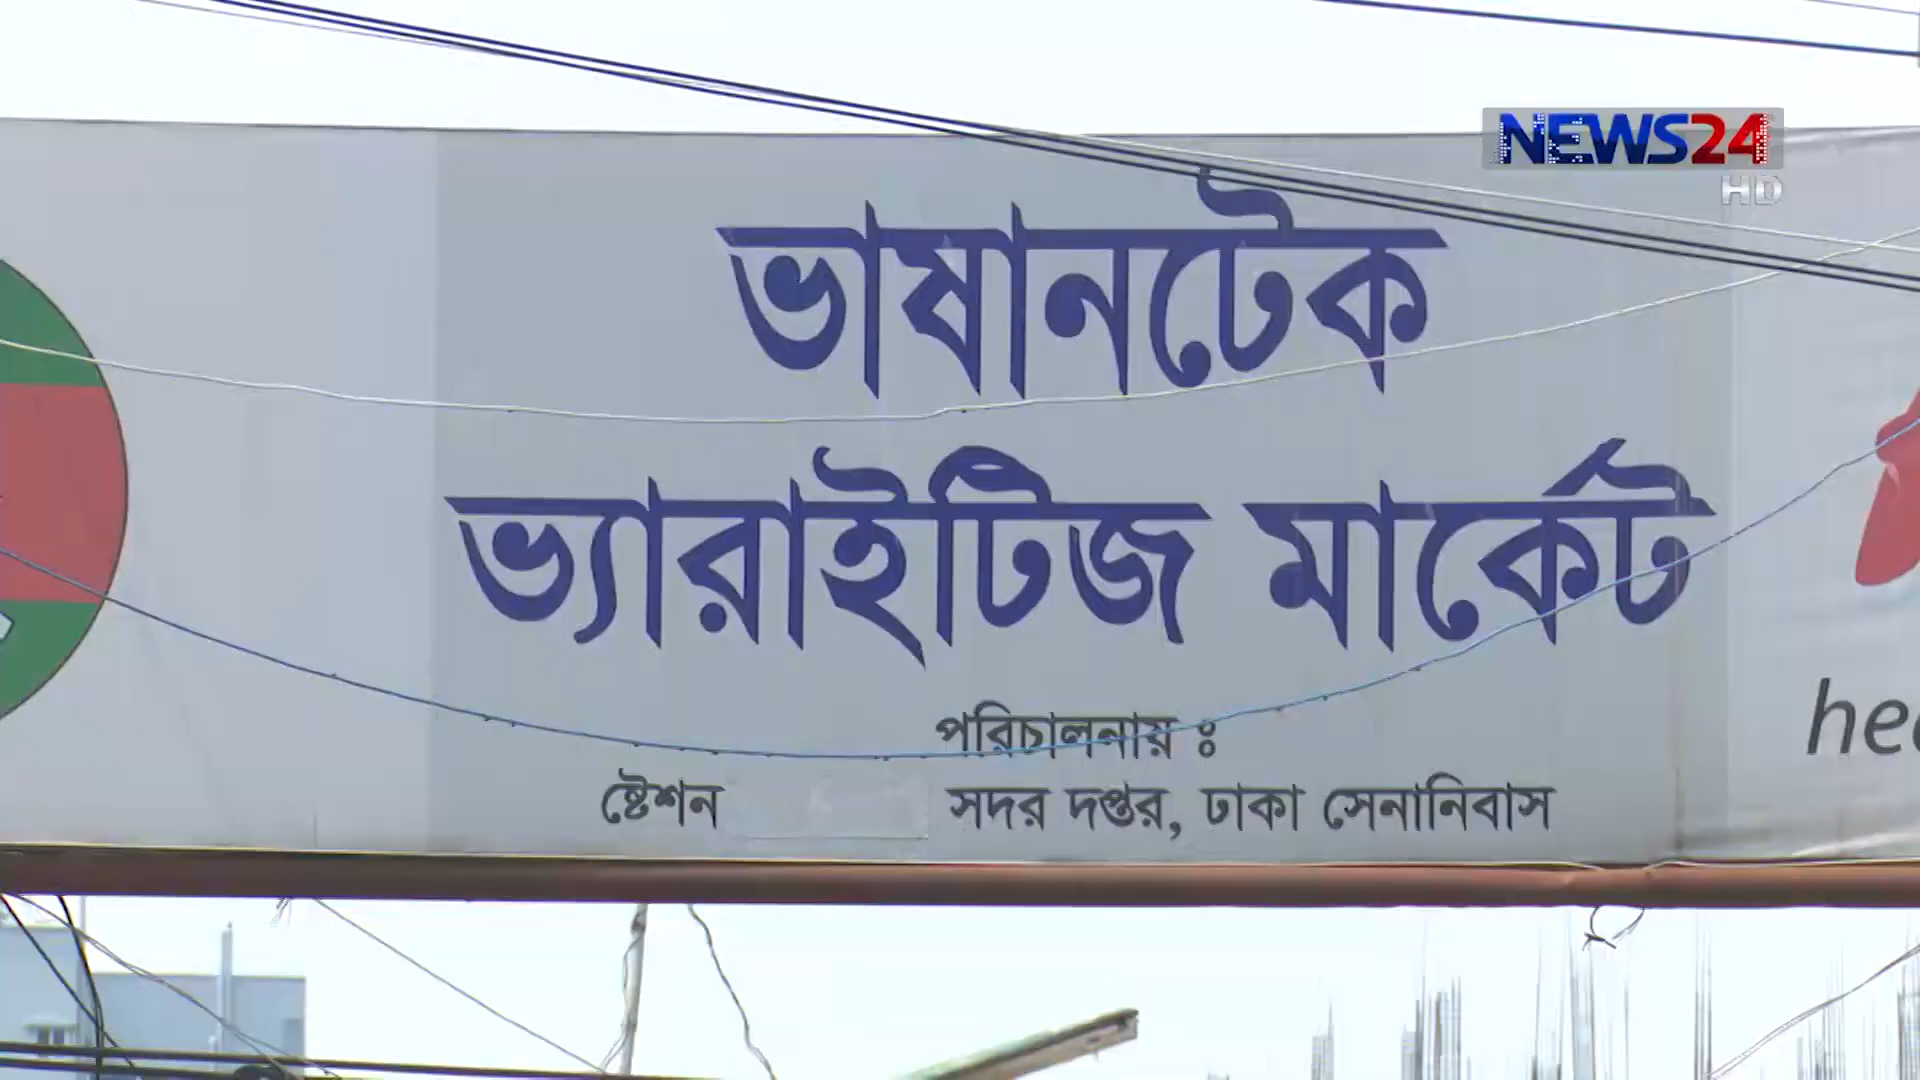 NEWS24
HD
ভাষানটেক
ভ্যারাইটিজ মার্কেট
পরিচালনায় ঃ
ষ্টেশন সদর দপ্তর, ঢাকা সেনানিবাস